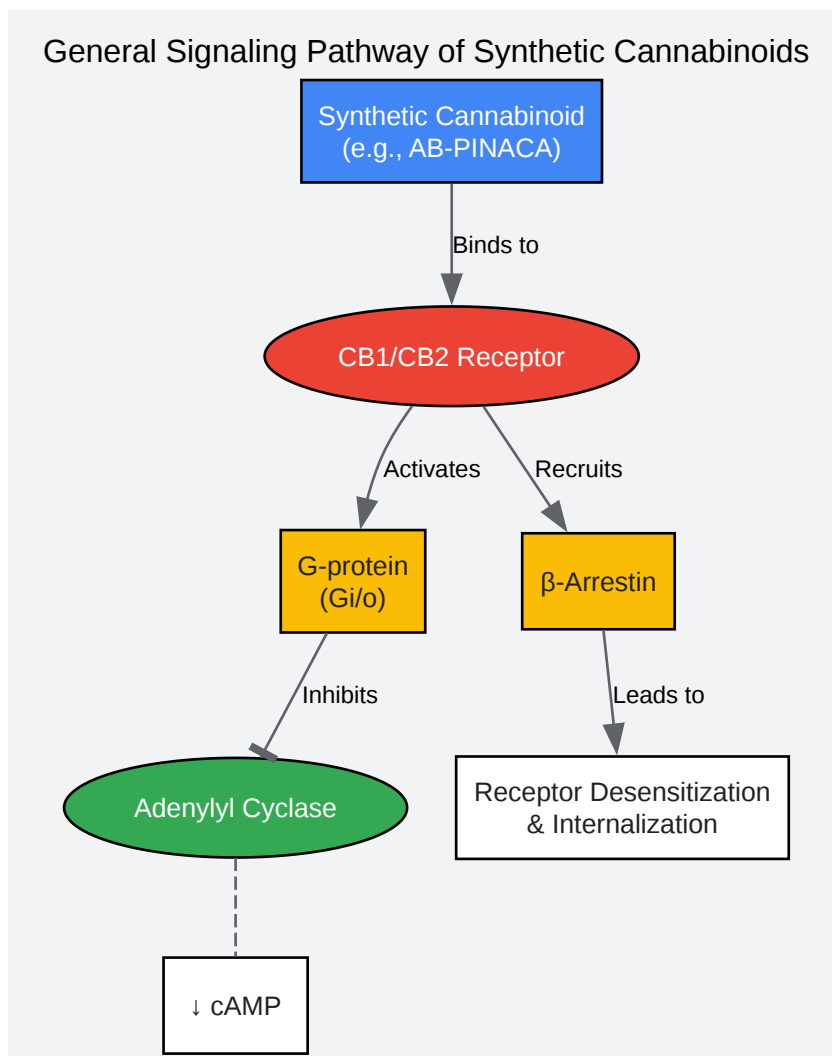 General Signaling Pathway of Synthetic Cannabinoids
Synthetic Cannabinoid
(e.g., AB-PINACA)
Binds to
CB1/CB2 Receptor
Activates
Recruits
G-protein
(Gi/o)
β-Arrestin
Inhibits
Leads to
Adenylyl Cyclase
Receptor Desensitization
& Internalization
↓ cAMP